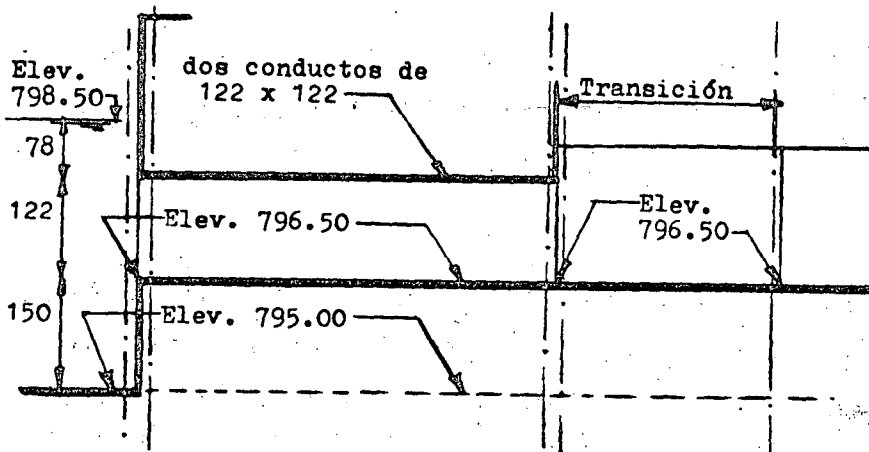 Elev.
798.50
dos conductos de
122 x 122
Transición
78
122
Elev. 796.50
Elev.
796.50
150
Elev. 795.00